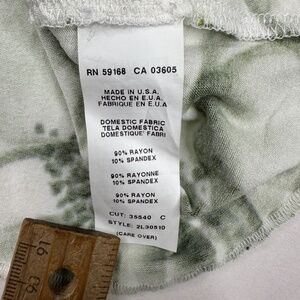 RN 59168 CA 03605
MADE IN U.S.A.
HECHO EN E.U.A.
FABRIQUE EN E.U.A
DOMESTIC FABRIC
TELA DOMESTICA
DOMESTIQUE' FABRI
90% RAYON
10% SPANDEX
90% RAYONNE
10% SPANDEX
90% RAYON
10% SPANDEX
CUT: 35540 C
STYLE: 2L30510
(CARE OVER)
16